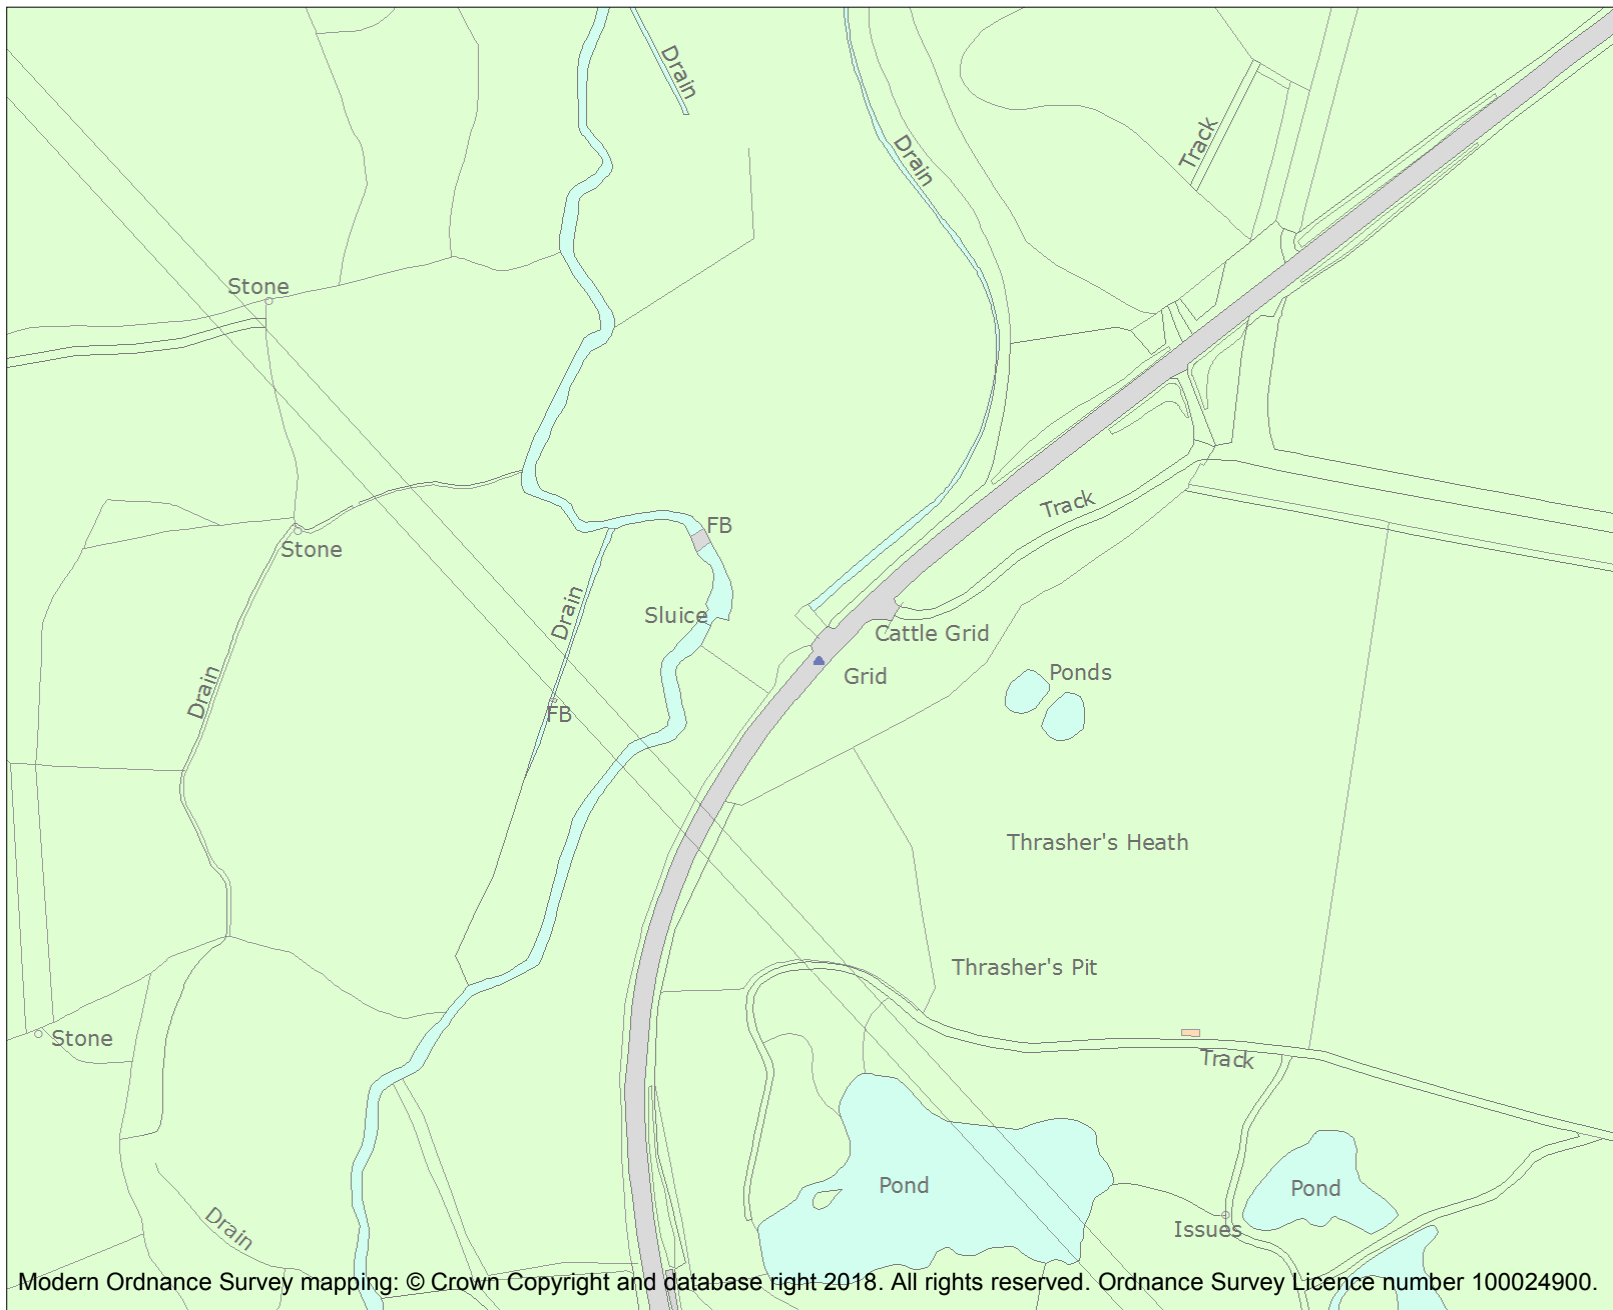 Drain
Track
Drain
Stone
Track
FB
Stone
Drain
Sluice
Cattle Grid
Ponds
Grid
Drain
FB
Thrasher's Heath
Thrasher's Pit
Stone
Track
Pond
Pond
Drain
Issues
Modern Ordnance Survey mapping: © Crown Copyright and database right 2018. All rights reserved. Ordnance Survey Licence number 100024900.